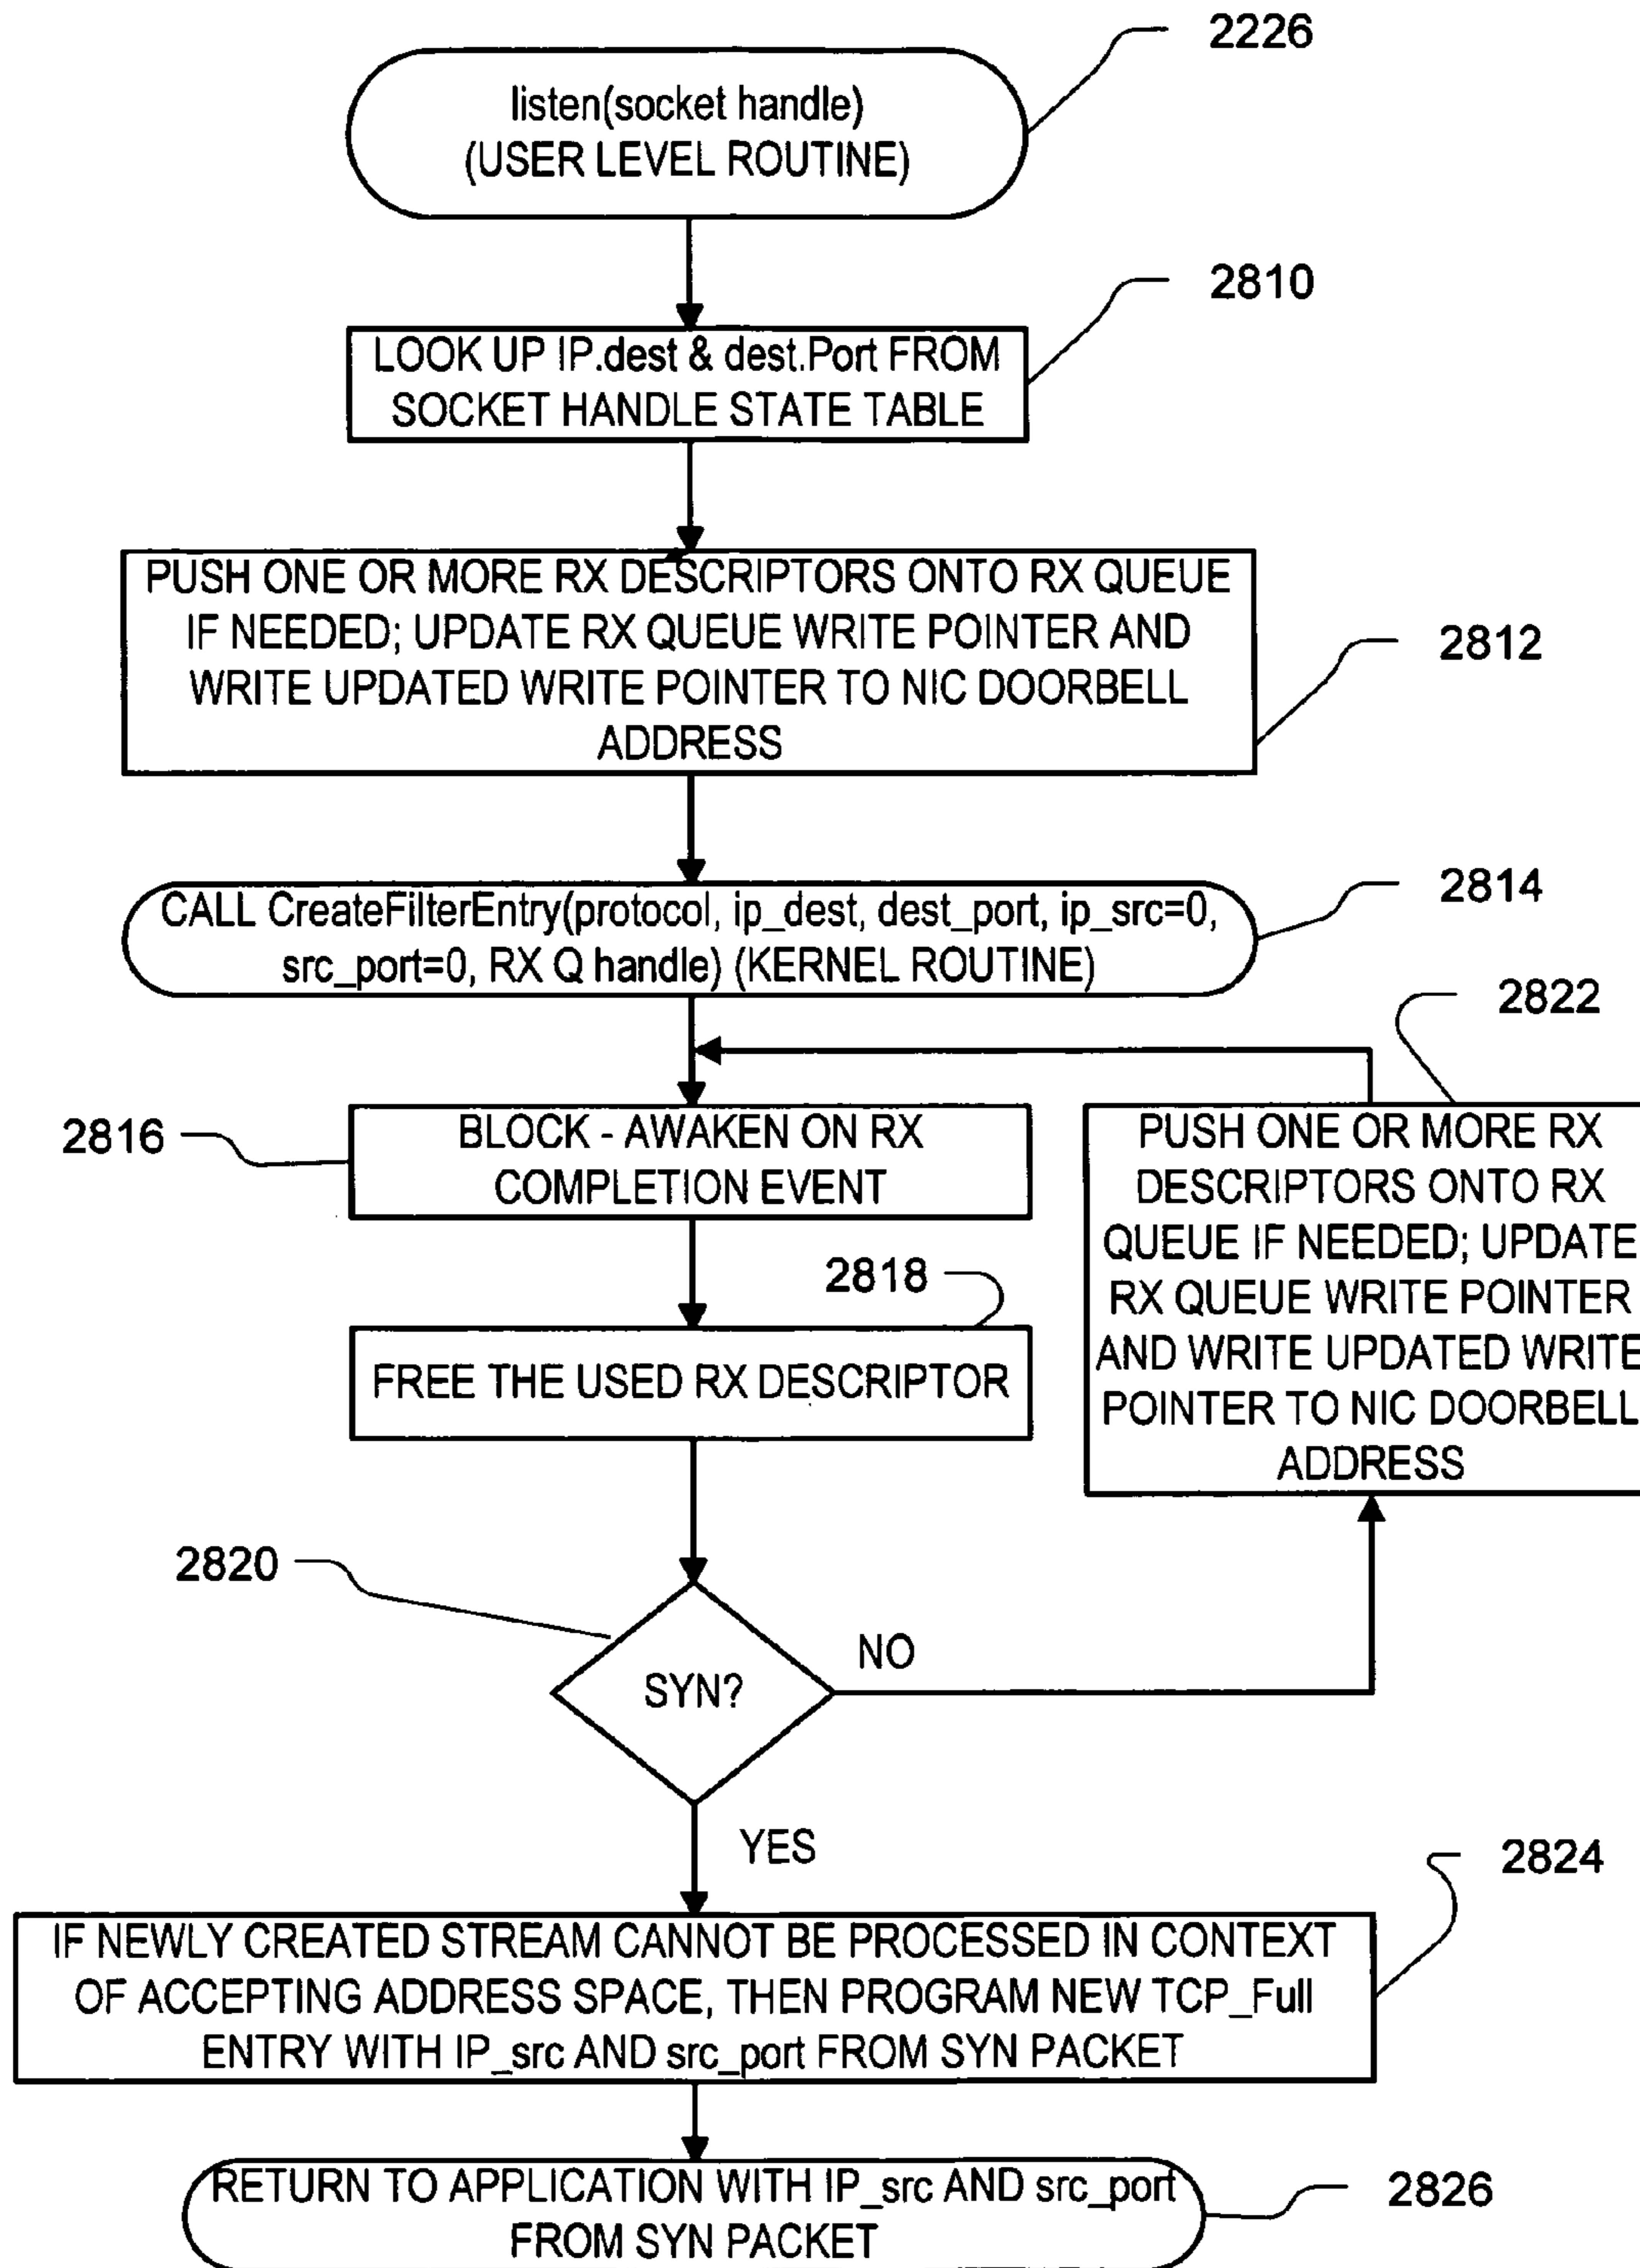 2226
listen(socket handle)
(USER LEVEL ROUTINE)
2810
LOOK UP IP.dest & dest.Port FROM
SOCKET HANDLE STATE TABLE
PUSH ONE OR MORE RX DESCRIPTORS ONTO RX QUEUE
IF NEEDED; UPDATE RX QUEUE WRITE POINTER AND
WRITE UPDATED WRITE POINTER TO NIC DOORBELL
ADDRESS
2812
2814
CALL CreateFilterEntry(protocol, ip_dest, dest_port, ip_src=0,
src_port=0, RX Q handle) (KERNEL ROUTINE)
2822
2816
BLOCK - AWAKEN ON RX
COMPLETION EVENT
PUSH ONE OR MORE RX
DESCRIPTORS ONTO RX
QUEUE IF NEEDED; UPDATE
RX QUEUE WRITE POINTER
AND WRITE UPDATED WRITE
POINTER TO NIC DOORBELL
ADDRESS
2818
FREE THE USED RX DESCRIPTOR
2820
SYN?
NO
YES
2824
IF NEWLY CREATED STREAM CANNOT BE PROCESSED IN CONTEXT
OF ACCEPTING ADDRESS SPACE, THEN PROGRAM NEW TCP_Full
ENTRY WITH IP_src AND src_port FROM SYN PACKET
RETURN TO APPLICATION WITH IP_src AND src_port
FROM SYN PACKET
2826